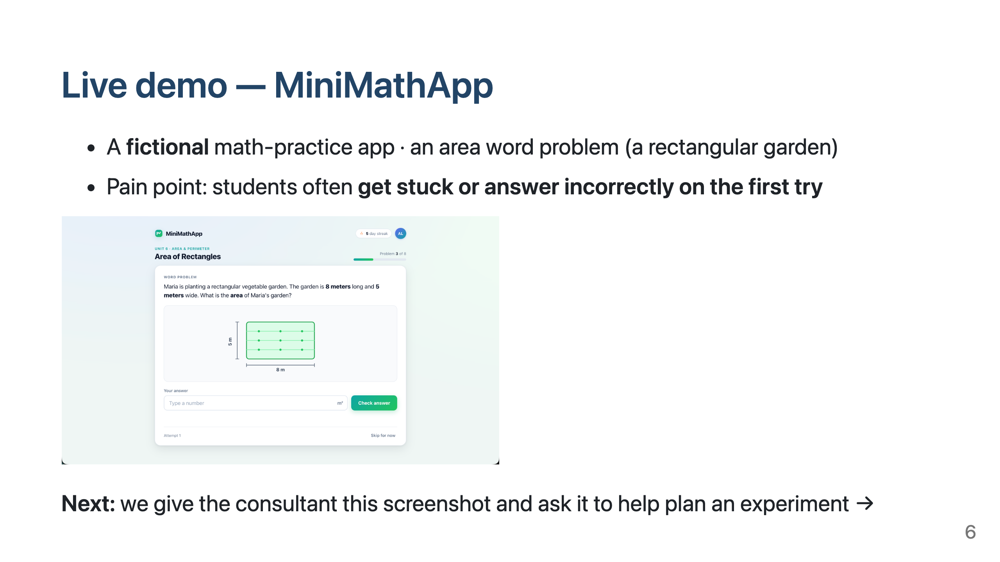 Live demo — MiniMathApp
• A fictional math-practice app · an area word problem (a rectangular garden)
• Pain point: students often get stuck or answer incorrectly on the first try
MiniMathApp
5 day streak
AL
UNIT 6 · AREA & PERIMETER
Area of Rectangles
Problem 3 of 8
WORD PROBLEM
Maria is planting a rectangular vegetable garden. The garden is 8 meters long and 5
meters wide. What is the area of Maria's garden?
5 m
8 m
Your answer
Type a number
m²
Check answer
Attempt 1
Skip for now
Next: we give the consultant this screenshot and ask it to help plan an experiment →
6